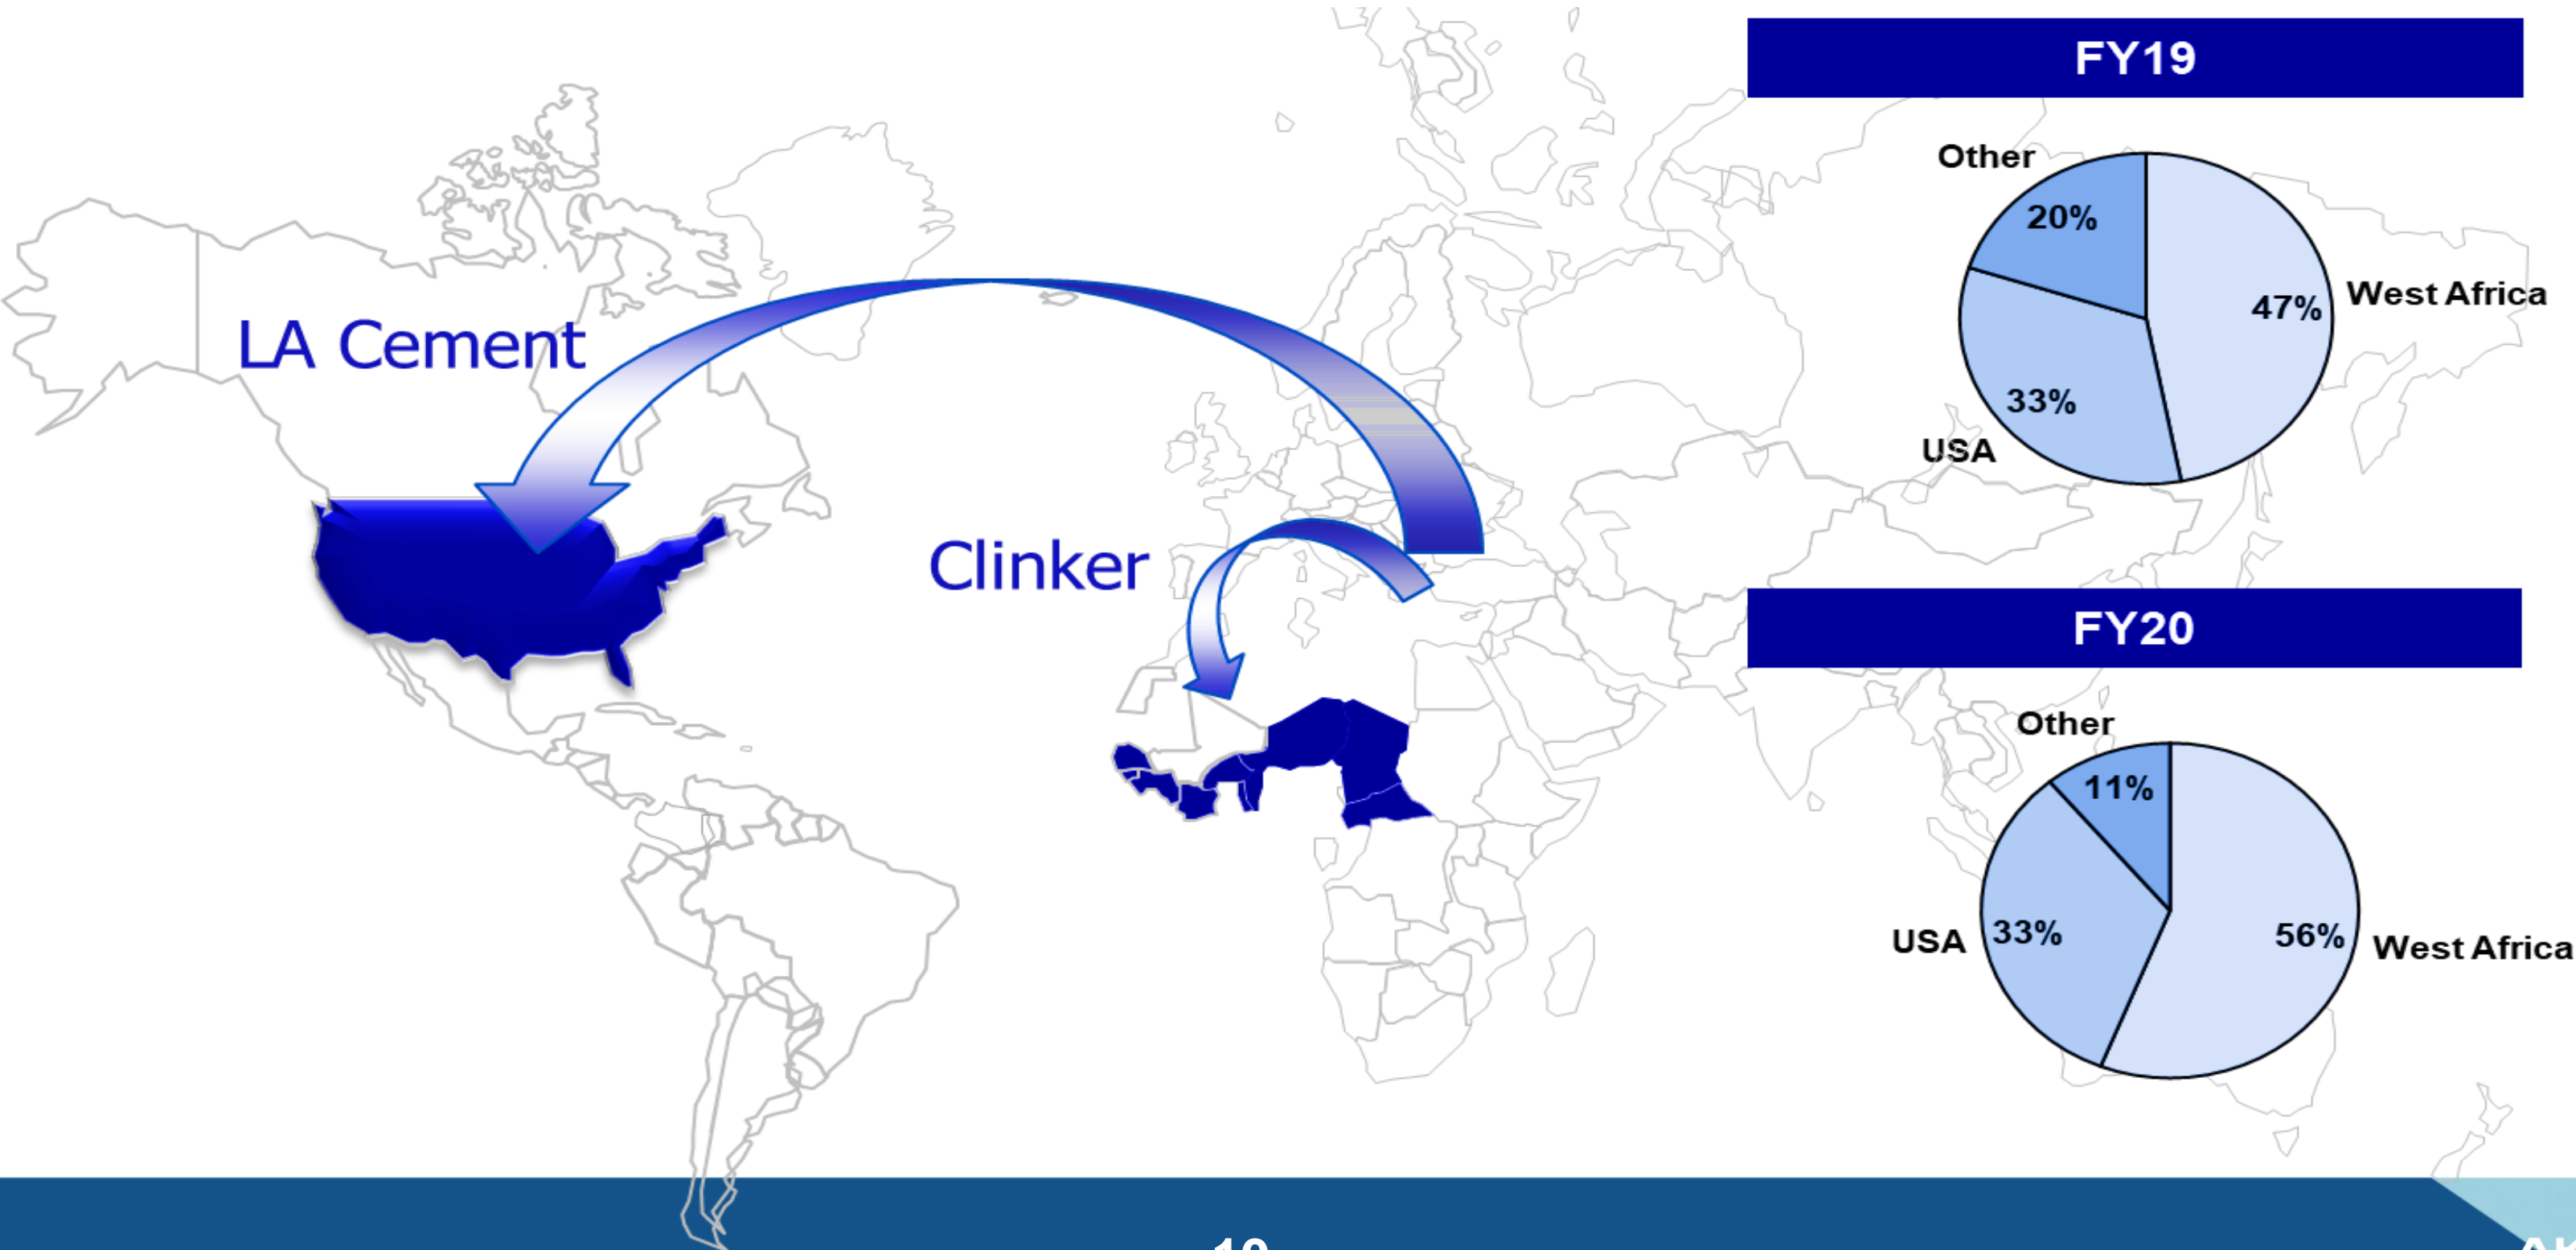 LA Cement
Clinker
FY19
Other
20%
47%
West Africa
33%
USA
FY20
Other
11%
USA
33%
56%
West Africa